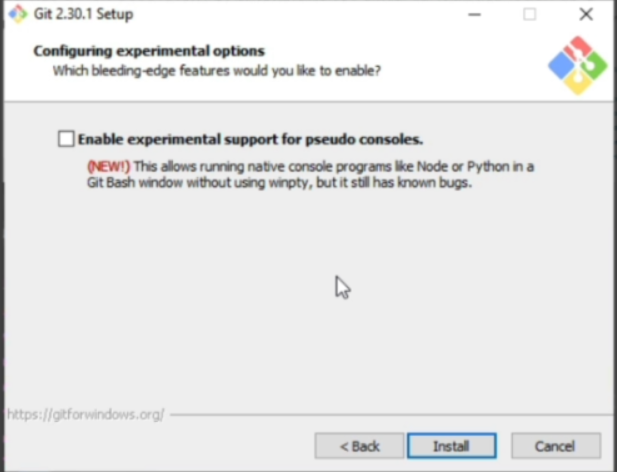 Git 2.30.1 Setup
Configuring experimental options
Which bleeding-edge features would you like to enable?
Enable experimental support for pseudo consoles.
(NEW!) This allows running native console programs like Node or Python in a
Git Bash window without using winpty, but it still has known bugs.
https://gitforwindows.org/
< Back
Install
Cancel